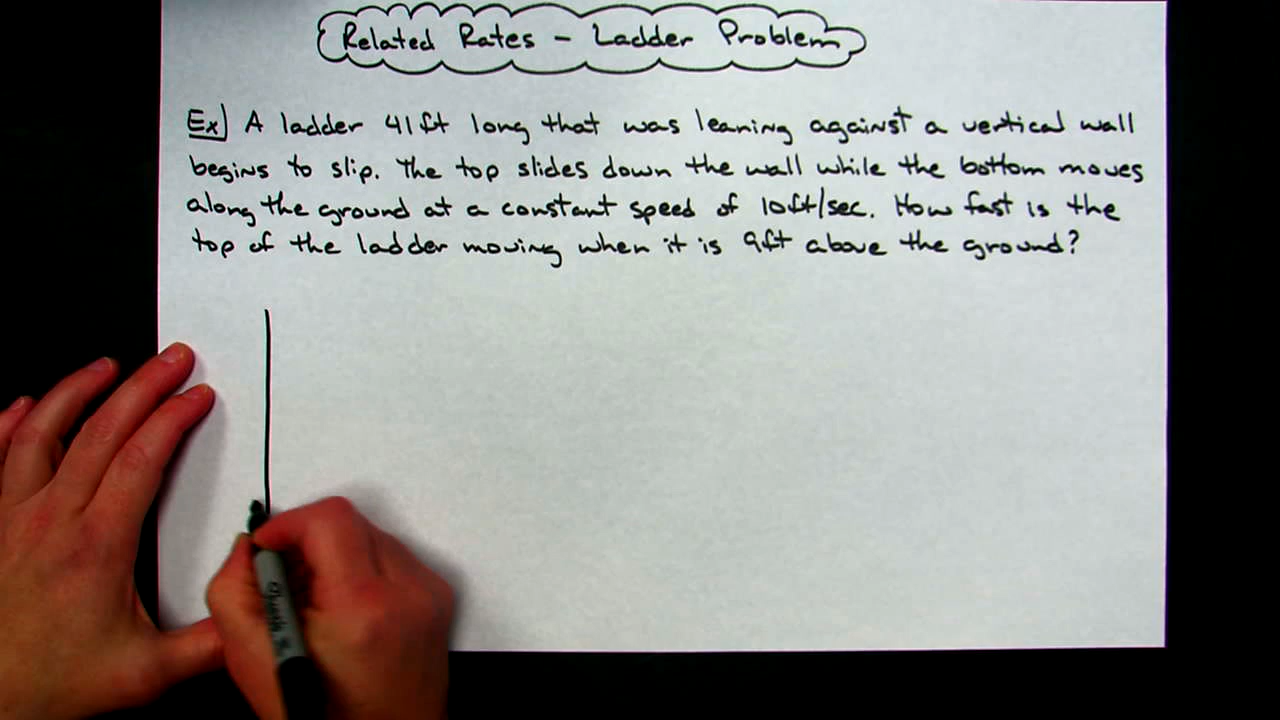 Related Rates - Ladder Problem
Ex] A ladder 41ft long that was leaning against a vertical wall
begins to slip. The top slides down the wall while the bottom moves
along the ground at a constant speed of 10ft/sec. How fast is the
top of the ladder moving when it is 9ft above the ground?